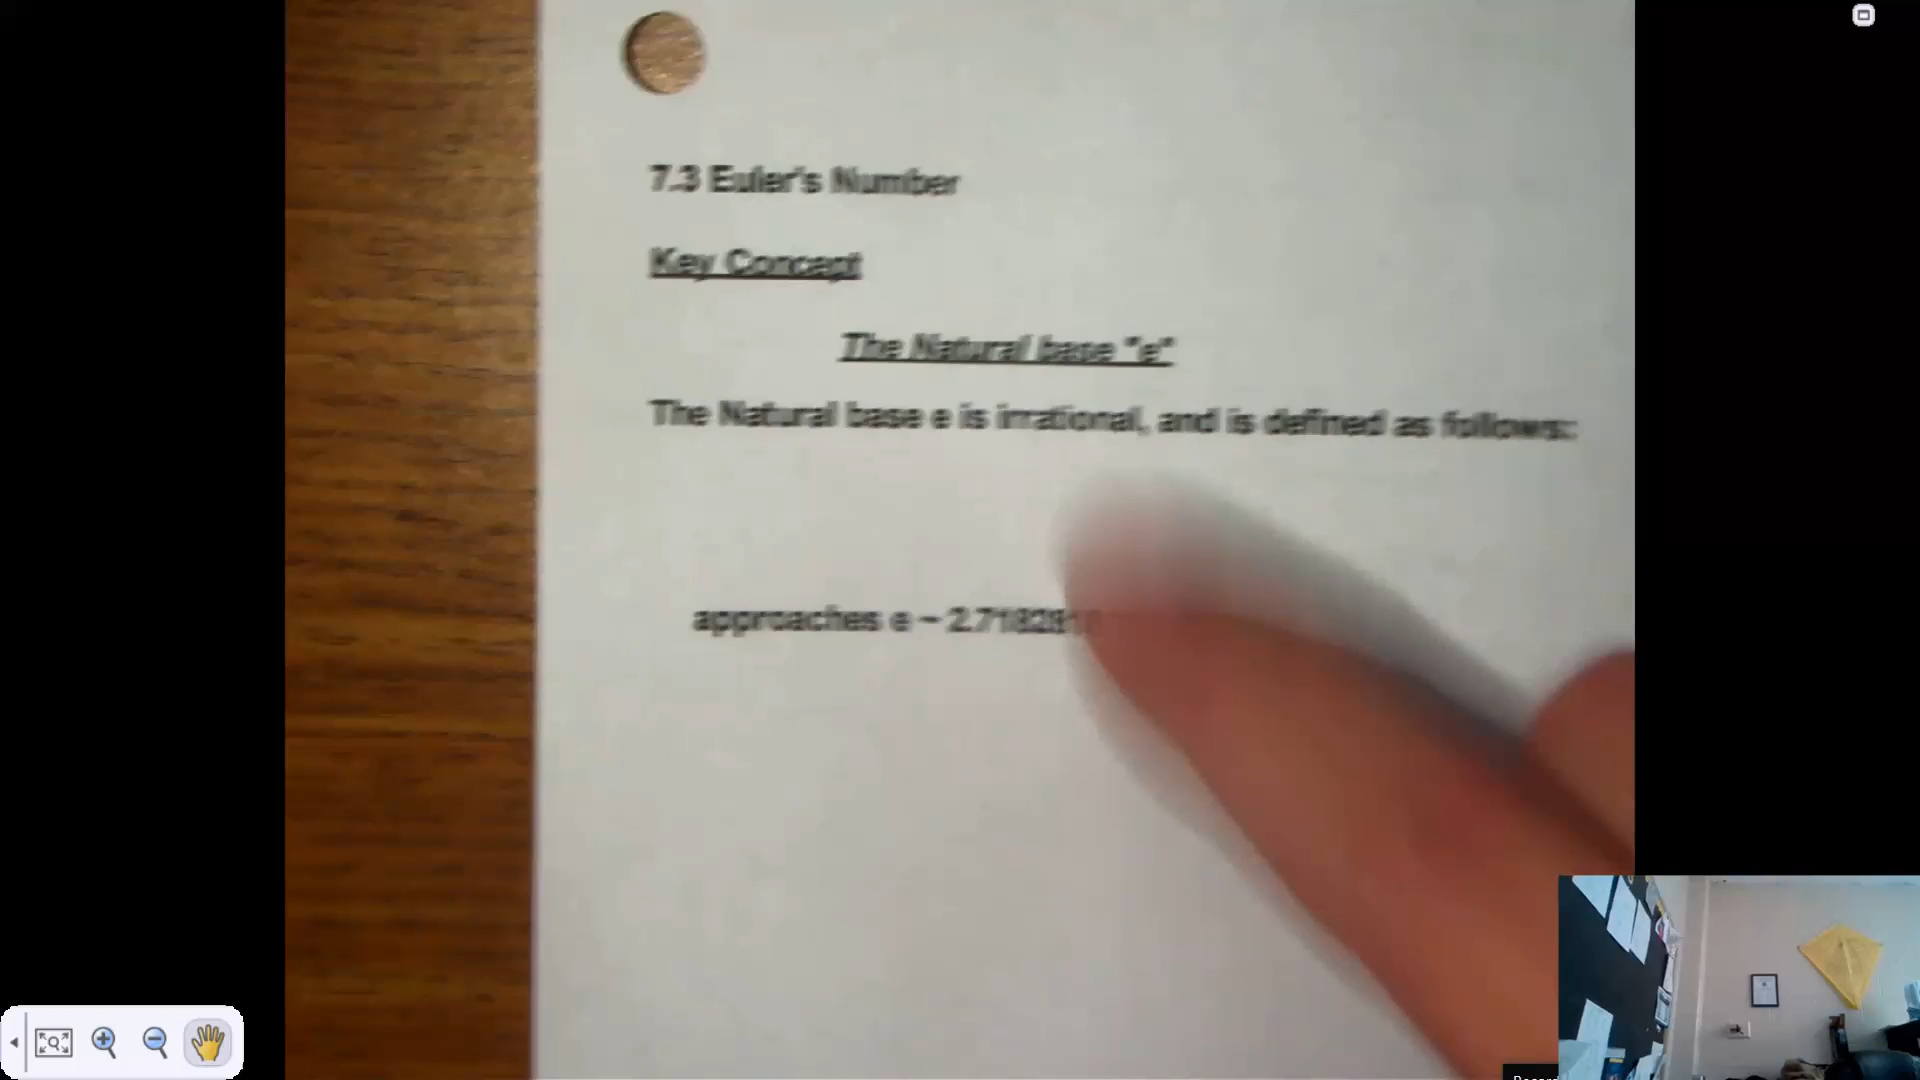 7.3 Euler's Number
Key Concept
The Natural base "e"
The Natural base e is irrational, and is defined as follows:
approaches e ~ 2.71828